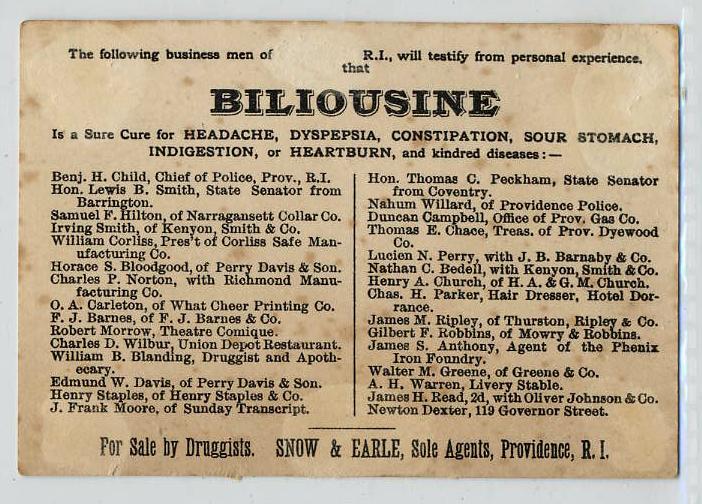 The following business men of R.I., will testify from personal experience,
that
BILIOUSINE
Is a Sure Cure for HEADACHE, DYSPEPSIA, CONSTIPATION, SOUR STOMACH,
INDIGESTION, or HEARTBURN, and kindred diseases:—
Benj. H. Child, Chief of Police, Prov., R.I.
Hon. Lewis B. Smith, State Senator from
Barrington.
Samuel F. Hilton, of Narragansett Collar Co.
Irving Smith, of Kenyon, Smith & Co.
William Corliss, Pres't of Corliss Safe Man-
ufacturing Co.
Horace S. Bloodgood, of Perry Davis & Son.
Charles P. Norton, with Richmond Manu-
facturing Co.
O. A. Carleton, of What Cheer Printing Co.
F. J. Barnes, of F. J. Barnes & Co.
Robert Morrow, Theatre Comique.
Charles D. Wilbur, Union Depot Restaurant.
William B. Blanding, Druggist and Apoth-
ecary.
Edmund W. Davis, of Perry Davis & Son.
Henry Staples, of Henry Staples & Co.
J. Frank Moore, of Sunday Transcript.
Hon. Thomas C. Peckham, State Senator
from Coventry.
Nahum Willard, of Providence Police.
Duncan Campbell, Office of Prov. Gas Co.
Thomas E. Chace, Treas. of Prov. Dyewood
Co.
Lucien N. Perry, with J. B. Barnaby & Co.
Nathan C. Bedell, with Kenyon, Smith & Co.
Henry A. Church, of H. A. & G. M. Church.
Chas. H. Parker, Hair Dresser, Hotel Dor-
rance.
James M. Ripley, of Thurston, Ripley & Co.
Gilbert F. Robbins, of Mowry & Robbins.
James S. Anthony, Agent of the Phenix
Iron Foundry.
Walter M. Greene, of Greene & Co.
A. H. Warren, Livery Stable.
James H. Read, 2d, with Oliver Johnson & Co.
Newton Dexter, 119 Governor Street.
For Sale by Druggists. SNOW & EARLE, Sole Agents, Providence, R. I.